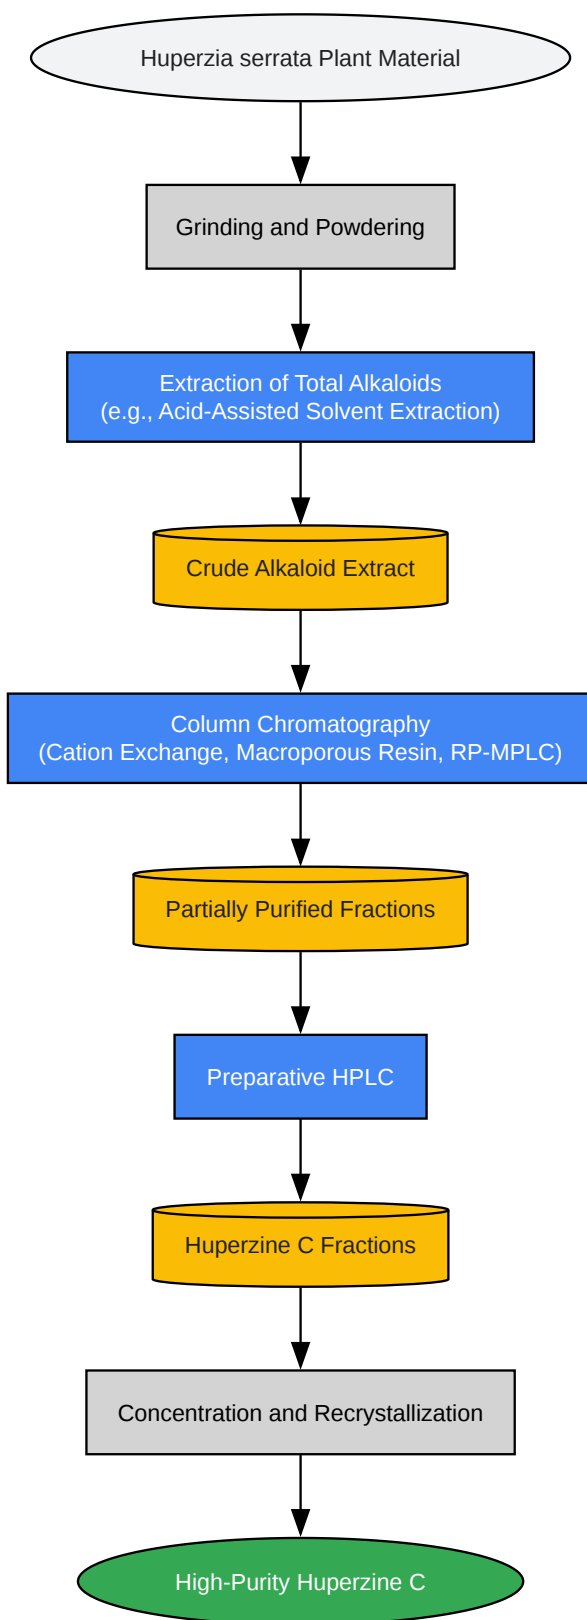 Huperzia serrata Plant Material
Grinding and Powdering
Extraction of Total Alkaloids
(e.g., Acid-Assisted Solvent Extraction)
Crude Alkaloid Extract
Column Chromatography
(Cation Exchange, Macroporous Resin, RP-MPLC)
Partially Purified Fractions
Preparative HPLC
Huperzine C Fractions
Concentration and Recrystallization
High-Purity Huperzine C